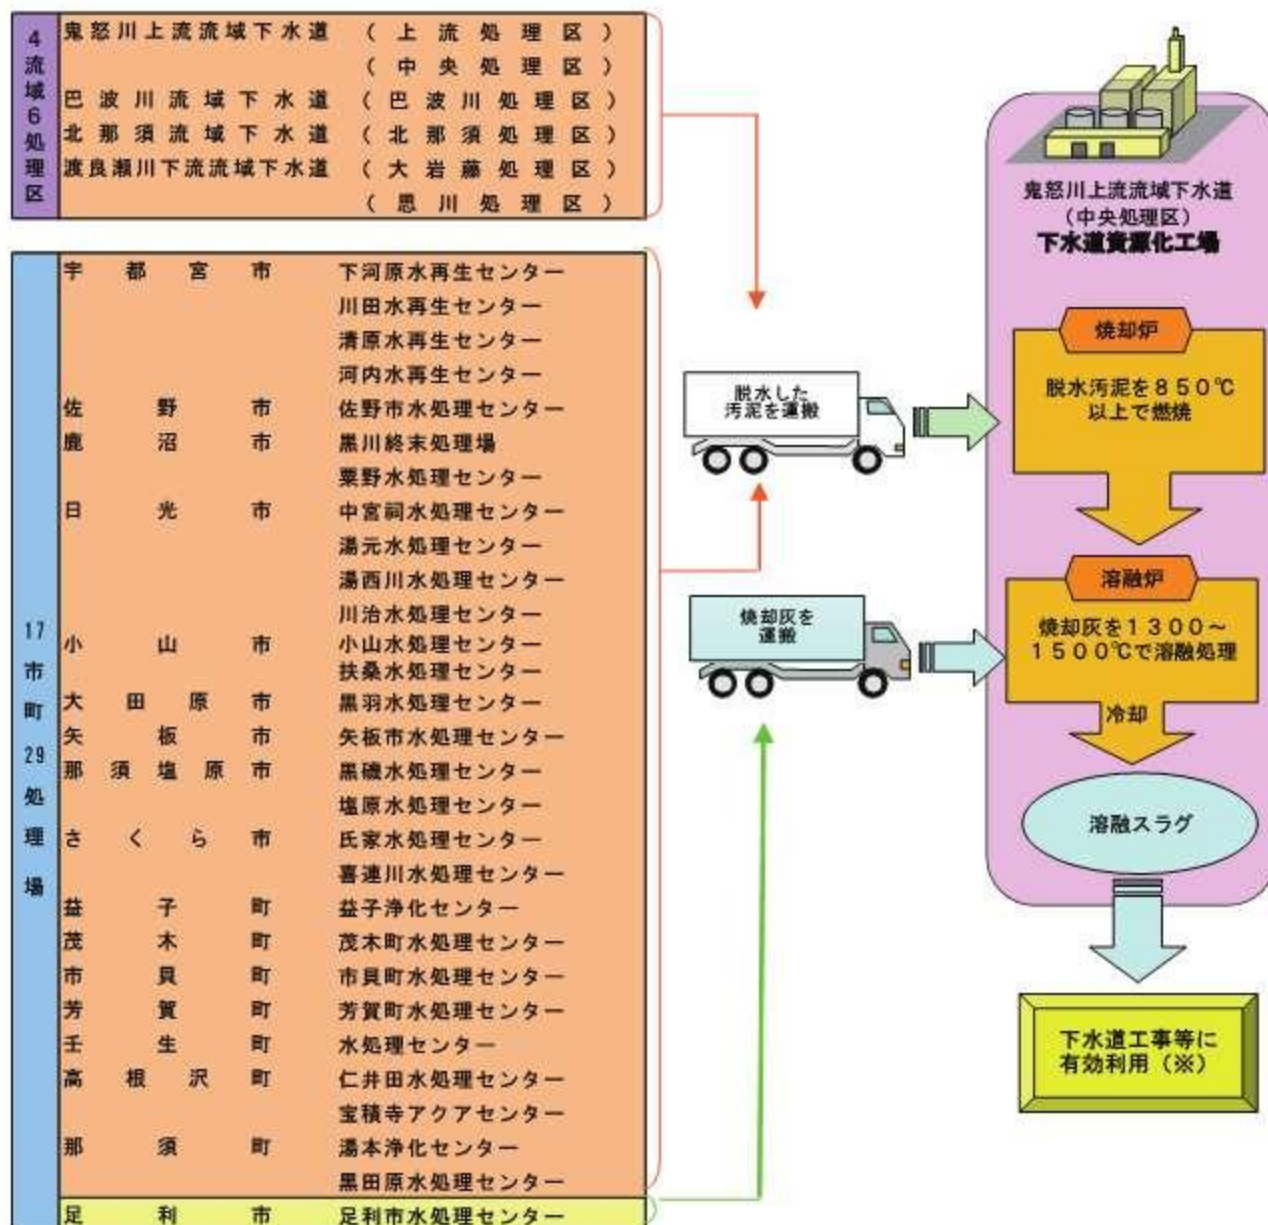 4流域6処理区
鬼怒川上流流域下水道 (上流処理区)
(中央処理区)
巴波川流域下水道 (巴波川処理区)
北那須流域下水道 (北那須処理区)
渡良瀬川下流流域下水道 (大岩藤処理区)
(思川処理区)
17市町29処理場
宇都宮市 下河原水再生センター
川田水再生センター
清原水再生センター
河内水再生センター
佐野市 佐野市水処理センター
鹿沼市 黒川終末処理場
粟野水処理センター
日光市 中宮祠水処理センター
湯元水処理センター
湯西川水処理センター
川治水処理センター
小山市 小山水処理センター
扶桑水処理センター
大田原市 黒羽水処理センター
矢板市 矢板市水処理センター
那須塩原市 黒磯水処理センター
塩原水処理センター
さくら市 氏家水処理センター
喜連川水処理センター
益子町 益子浄化センター
茂木町 茂木町水処理センター
市貝町 市貝町水処理センター
芳賀町 芳賀町水処理センター
壬生町 水処理センター
高根沢町 仁井田水処理センター
宝積寺アクアセンター
那須町 湯本浄化センター
黒田原水処理センター
足利市 足利市水処理センター
脱水した
汚泥を運搬
焼却灰を
運搬
鬼怒川上流流域下水道
(中央処理区)
下水道資源化工場
焼却炉
脱水汚泥を850℃
以上で燃焼
溶融炉
焼却灰を1300～
1500℃で溶融処理
冷却
溶融スラグ
下水道工事等に
有効利用(※)